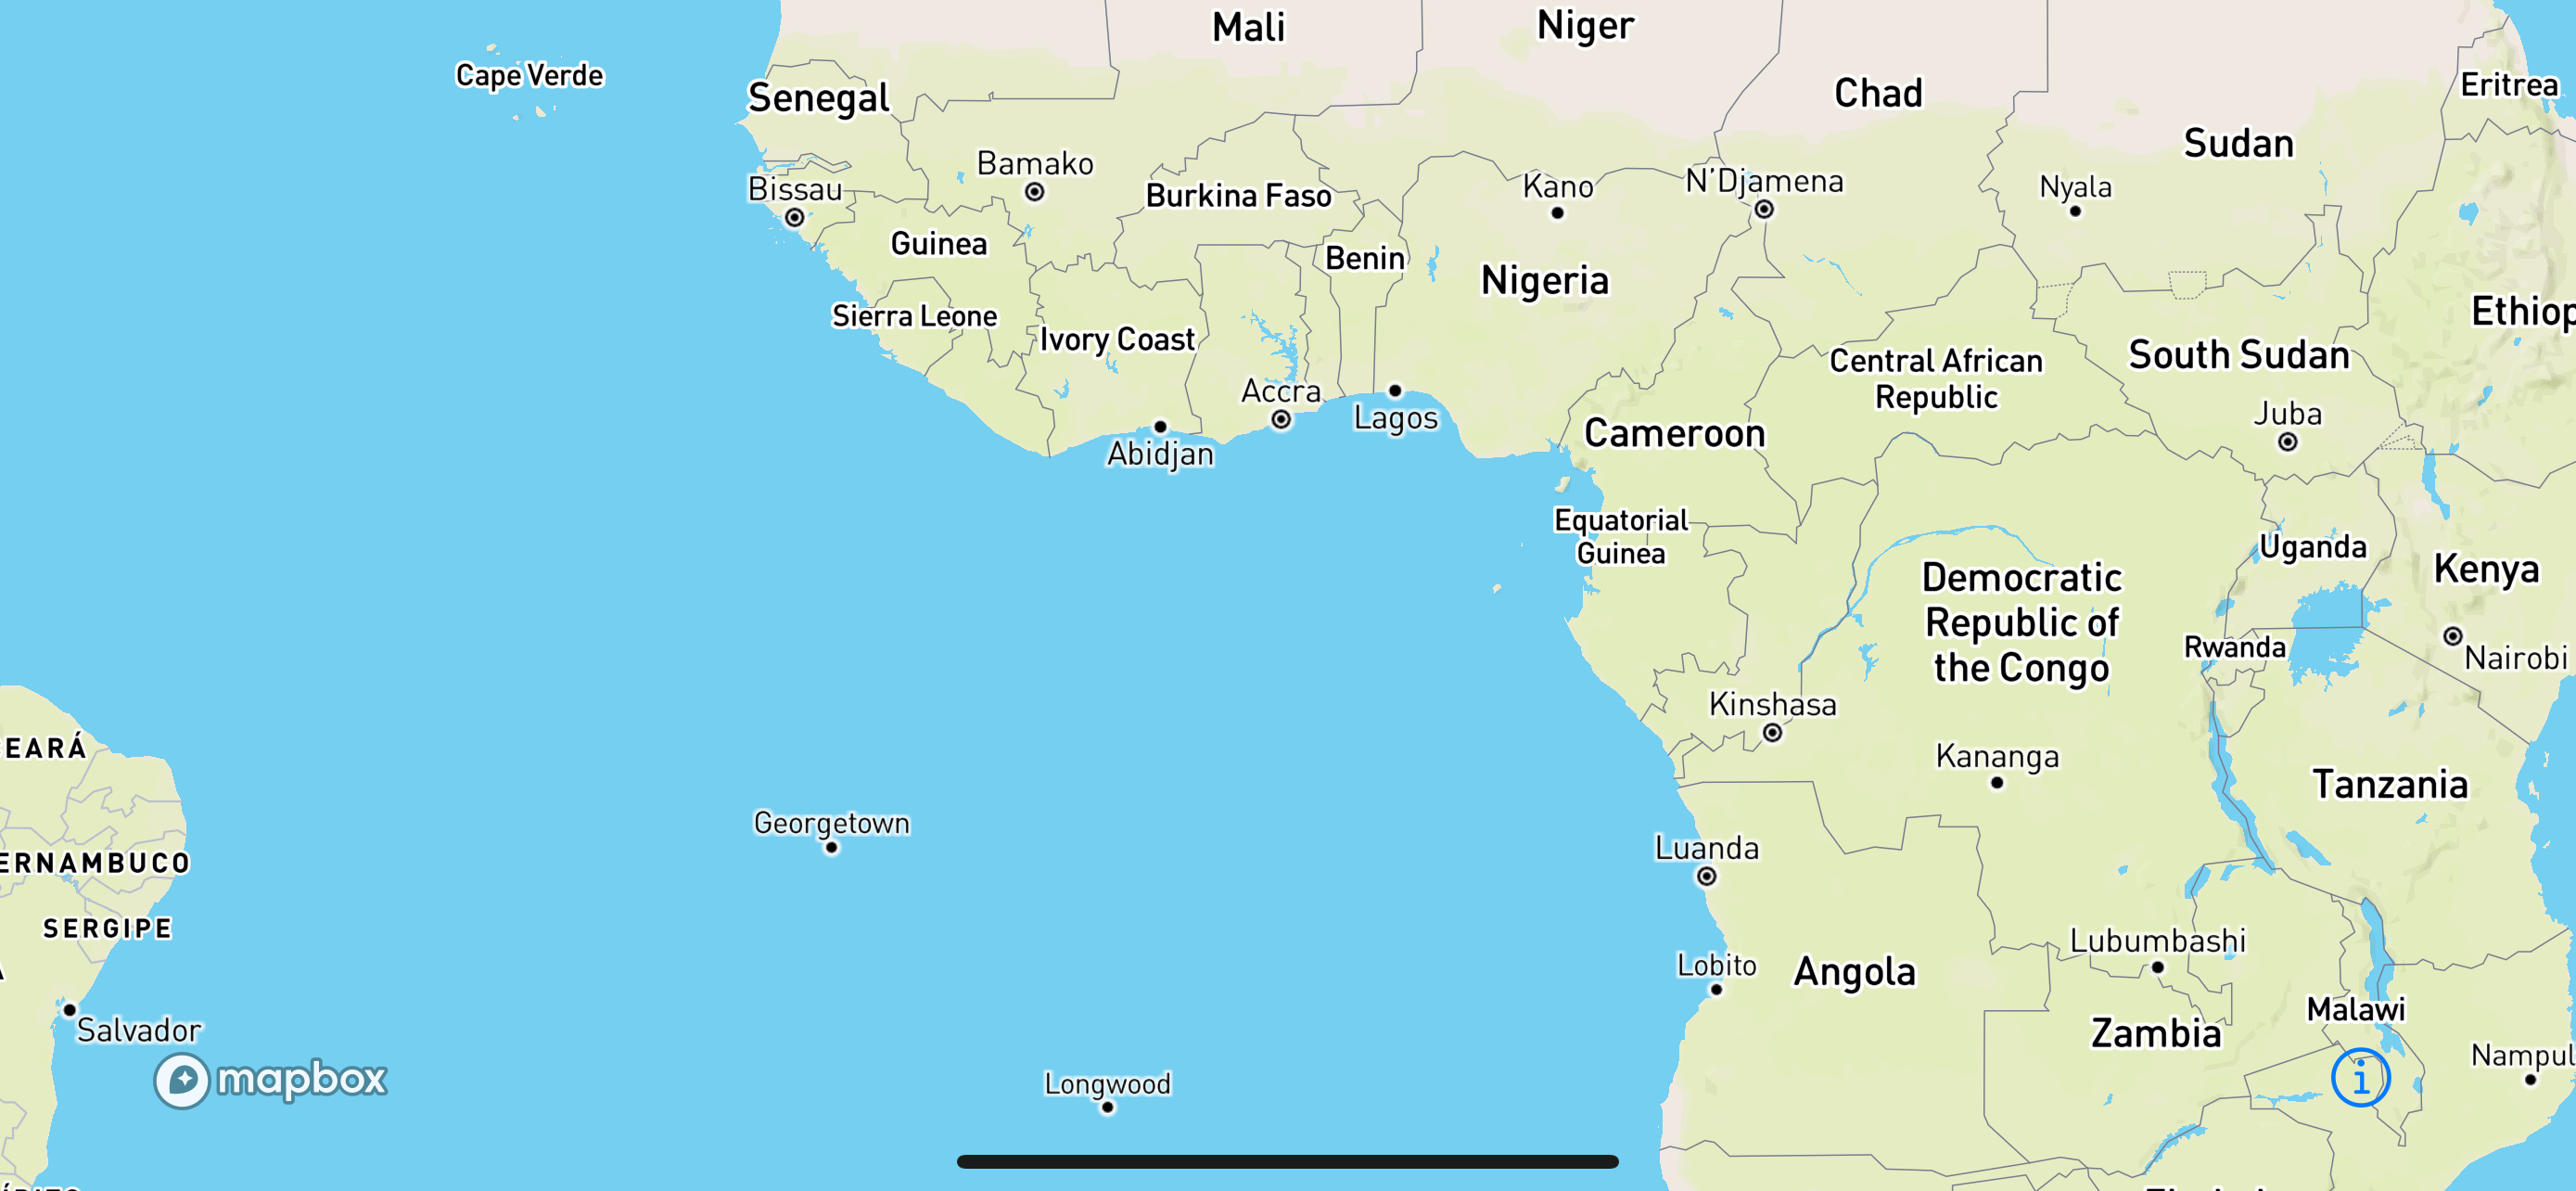 Mali
Niger
Cape Verde
Senegal
Chad
Eritrea
Sudan
Bamako
Bissau
Burkina Faso
Kano
N'Djamena
Nyala
Guinea
Benin
Nigeria
Sierra Leone
Ivory Coast
Ethiop
Central African
Republic
South Sudan
Accra
Lagos
Juba
Cameroon
Abidjan
Equatorial
Guinea
Uganda
Kenya
Democratic
Republic of
the Congo
Rwanda
Nairobi
Kinshasa
EARÁ
Kananga
Tanzania
Georgetown
Luanda
ERNAMBUCO
SERGIPE
Lubumbashi
Lobito
Angola
Malawi
Salvador
Zambia
mapbox
Longwood
Nampul